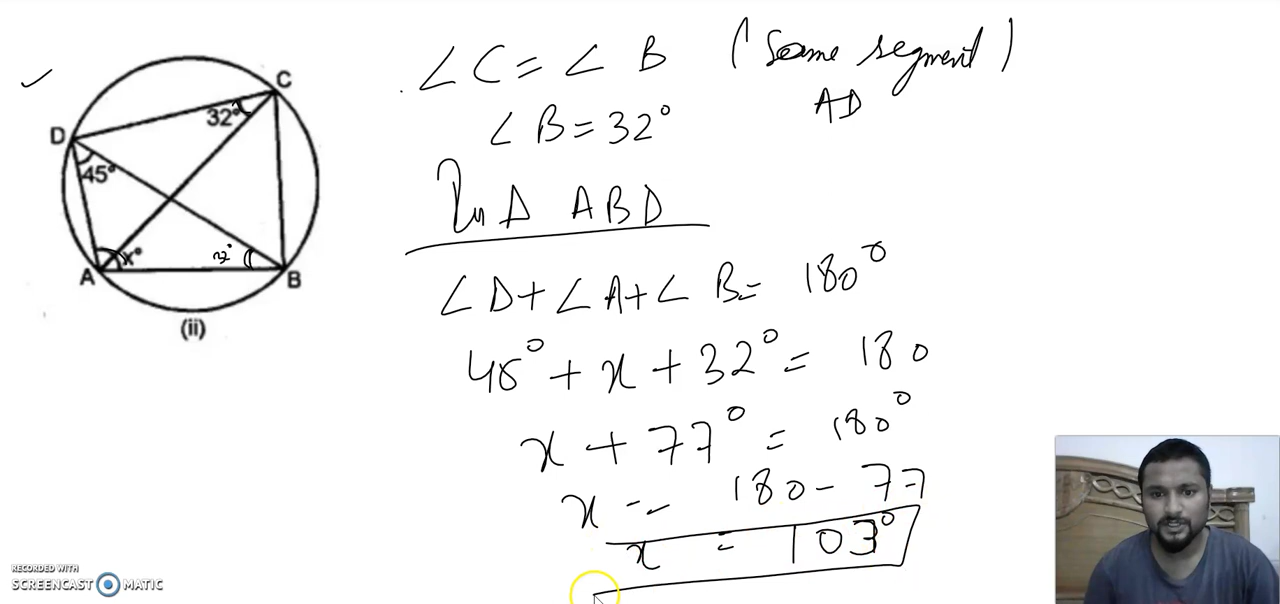 ∠C = ∠B (Same segment)
AD
∠B = 32°
In Δ ABD
∠D + ∠A + ∠B = 180°
45° + x + 32° = 180
x + 77° = 180°
x = 180 - 77
x = 103°
C
32°
D
45°
A
x°
32°
B
(ii)
RECORDED WITH
SCREENCAST MATIC